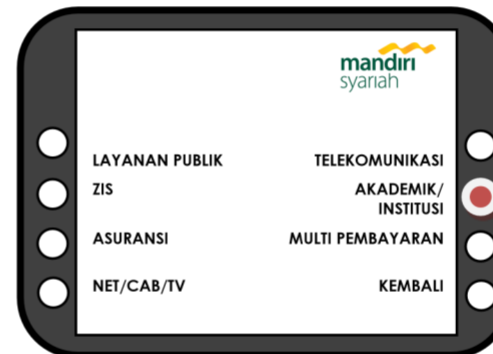 mandiri
syariah
LAYANAN PUBLIK
TELEKOMUNIKASI
ZIS
AKADEMIK/
INSTITUSI
ASURANSI
MULTI PEMBAYARAN
NET/CAB/TV
KEMBALI